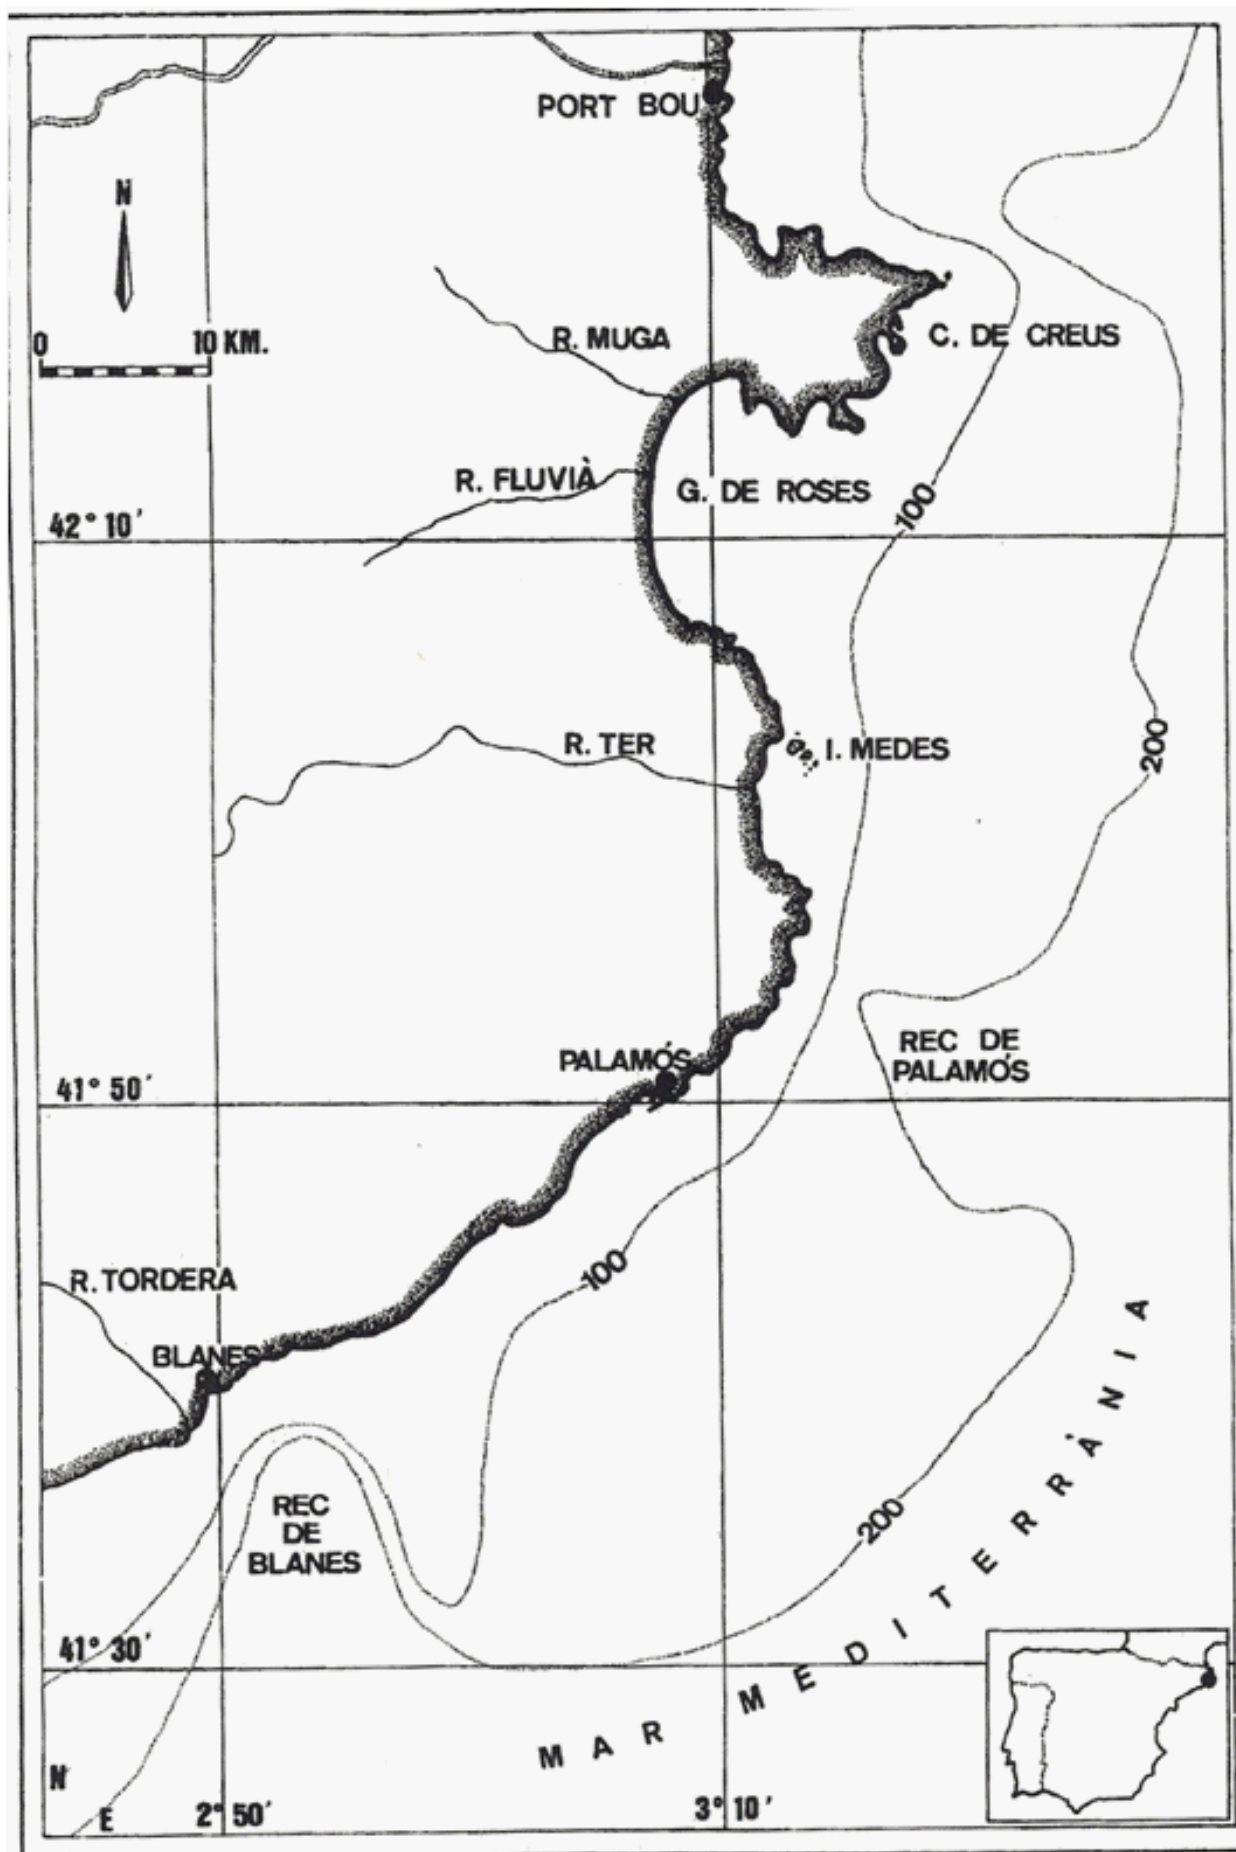 PORT BOU
N
0 10 KM.
R. MUGA
C. DE CREUS
R. FLUVIÀ
G. DE ROSES
100
42° 10'
R. TER
I. MEDES
200
PALAMÓS
REC DE
PALAMÓS
41° 50'
R. TORDERA
100
BLANES
REC
DE
BLANES
200
41° 30'
MAR MEDITERRÀNIA
N
E
2° 50'
3° 10'